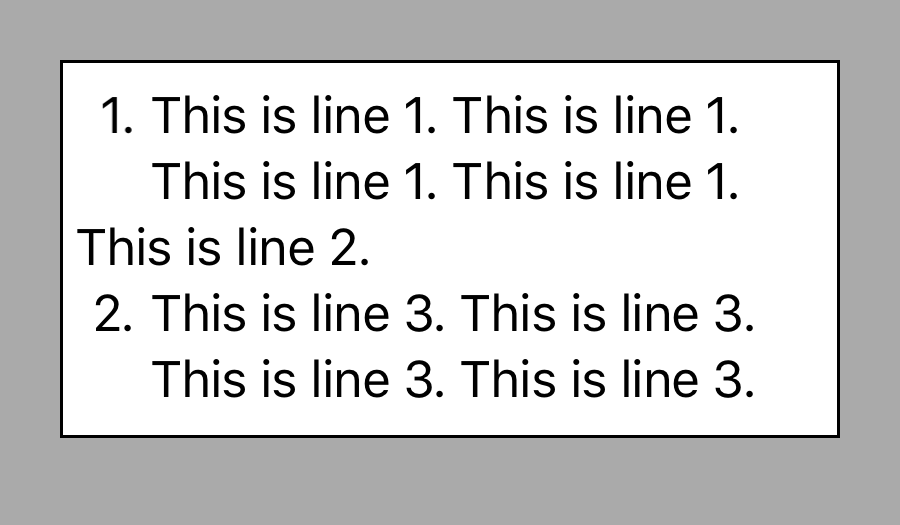 1. This is line 1. This is line 1.
This is line 1. This is line 1.
This is line 2.
2. This is line 3. This is line 3.
This is line 3. This is line 3.